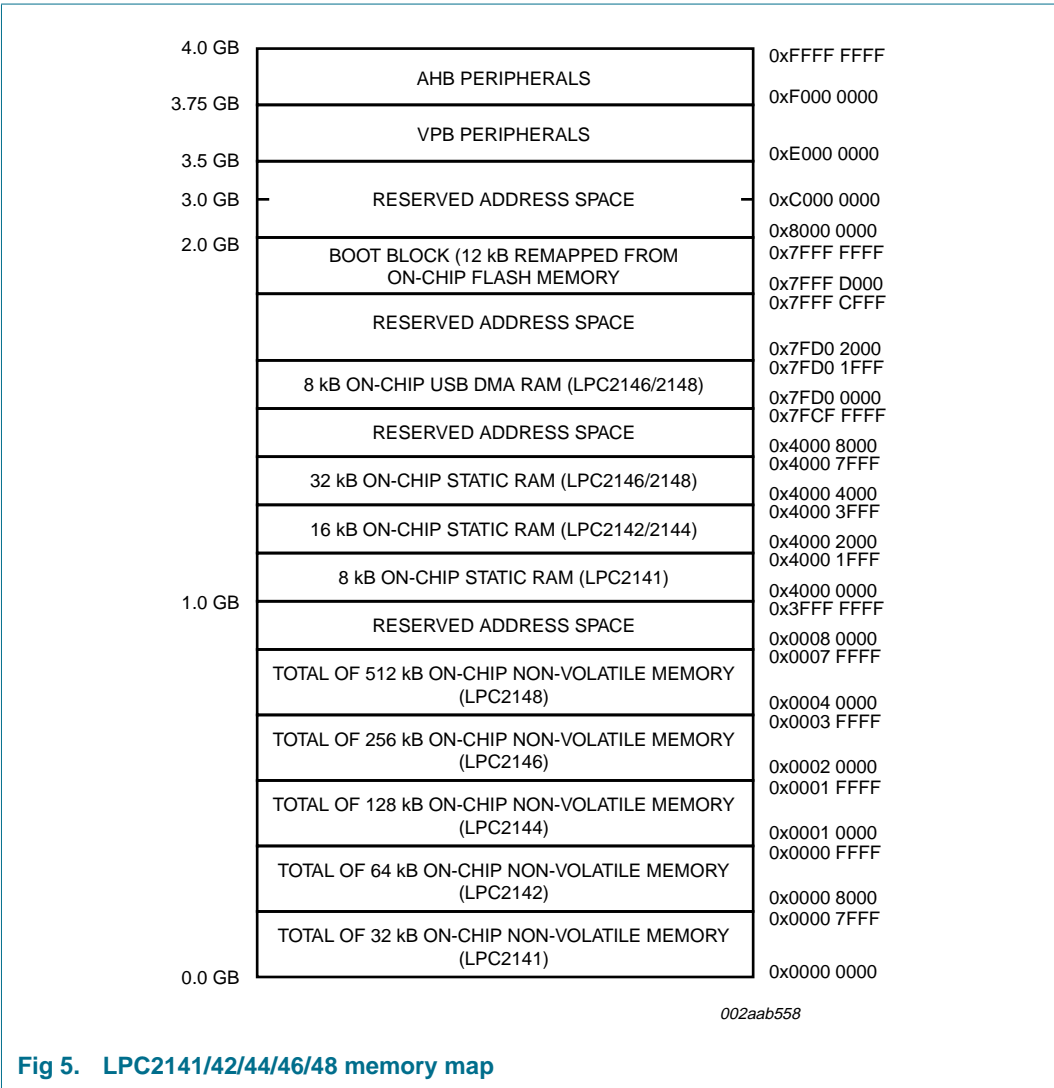 4.0 GB
0xFFFF FFFF
AHB PERIPHERALS
3.75 GB
0xF000 0000
VPB PERIPHERALS
3.5 GB
0xE000 0000
3.0 GB
RESERVED ADDRESS SPACE
0xC000 0000
2.0 GB
0x8000 0000
0x7FFF FFFF
BOOT BLOCK (12 kB REMAPPED FROM
ON-CHIP FLASH MEMORY
0x7FFF D000
0x7FFF CFFF
RESERVED ADDRESS SPACE
0x7FD0 2000
0x7FD0 1FFF
8 kB ON-CHIP USB DMA RAM (LPC2146/2148)
0x7FD0 0000
0x7FCF FFFF
RESERVED ADDRESS SPACE
0x4000 8000
0x4000 7FFF
32 kB ON-CHIP STATIC RAM (LPC2146/2148)
0x4000 4000
0x4000 3FFF
16 kB ON-CHIP STATIC RAM (LPC2142/2144)
0x4000 2000
0x4000 1FFF
8 kB ON-CHIP STATIC RAM (LPC2141)
0x4000 0000
1.0 GB
0x3FFF FFFF
RESERVED ADDRESS SPACE
0x0008 0000
0x0007 FFFF
TOTAL OF 512 kB ON-CHIP NON-VOLATILE MEMORY
(LPC2148)
0x0004 0000
0x0003 FFFF
TOTAL OF 256 kB ON-CHIP NON-VOLATILE MEMORY
(LPC2146)
0x0002 0000
0x0001 FFFF
TOTAL OF 128 kB ON-CHIP NON-VOLATILE MEMORY
(LPC2144)
0x0001 0000
0x0000 FFFF
TOTAL OF 64 kB ON-CHIP NON-VOLATILE MEMORY
(LPC2142)
0x0000 8000
0x0000 7FFF
TOTAL OF 32 kB ON-CHIP NON-VOLATILE MEMORY
(LPC2141)
0.0 GB
0x0000 0000
002aab558
Fig 5. LPC2141/42/44/46/48 memory map